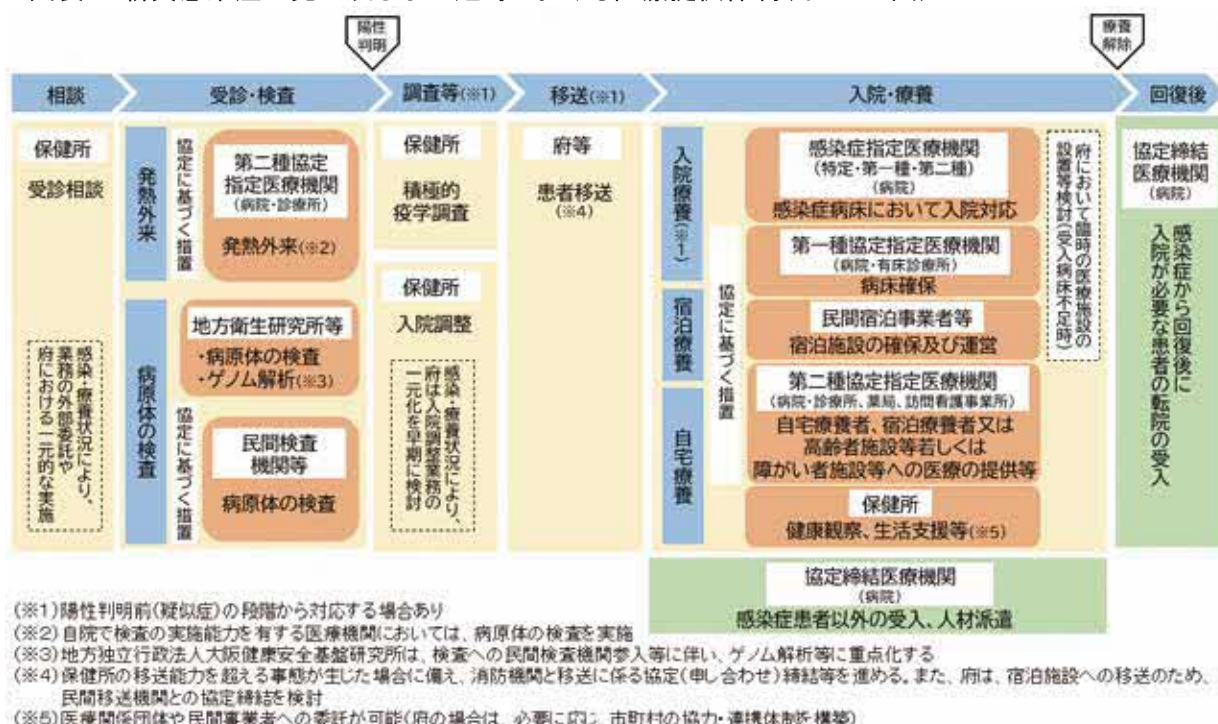 陽性
判明
療養
解除
相談
受診・検査
調査等(※1)
移送(※1)
入院・療養
回復後
保健所
受診相談
感染・療養状況により、
業務の外部委託や
府における一元的な実施
発熱外来
協定に基づく措置
第二種協定
指定医療機関
(病院・診療所)
発熱外来(※2)
病原体の検査
地方衛生研究所等
・病原体の検査
・ゲノム解析(※3)
協定に基づく措置
民間検査
機関等
病原体の検査
保健所
積極的
疫学調査
保健所
入院調整
感染・療養状況により、
府は入院調整業務の
一元化を早期に検討
府等
患者移送
(※4)
入院療養(※1)
宿泊療養
自宅療養
協定に基づく措置
感染症指定医療機関
(特定・第一種・第二種)
(病院)
感染症病床において入院対応
第一種協定指定医療機関
(病院・有床診療所)
病床確保
民間宿泊事業者等
宿泊施設の確保及び運営
第二種協定指定医療機関
(病院・診療所、薬局、訪問看護事業所)
自宅療養者、宿泊療養者又は
高齢者施設等若しくは
障がい者施設等への医療の提供等
保健所
健康観察、生活支援等(※5)
府において臨時の医療施設の
設置等検討(受入病床不足時)
協定締結医療機関
(病院)
感染症患者以外の受入、人材派遣
協定締結
医療機関
(病院)
感染症から回復後に
入院が必要な患者の転院の受入
(※1)陽性判明前(疑似症)の段階から対応する場合あり
(※2)自院で検査の実施能力を有する医療機関においては、病原体の検査を実施
(※3)地方独立行政法人大阪健康安全基盤研究所は、検査への民間検査機関参入等に伴い、ゲノム解析等に重点化する
(※4)保健所の移送能力を超える事態が生じた場合に備え、消防機関と移送に係る協定(申し合わせ)締結等を進める。また、府は、宿泊施設への移送のため、
民間移送機関との協定締結を検討
(※5)医療関係団体や民間事業者への委託が可能(府の場合は、必要に応じ、市町村の協力・連携体制を構築)